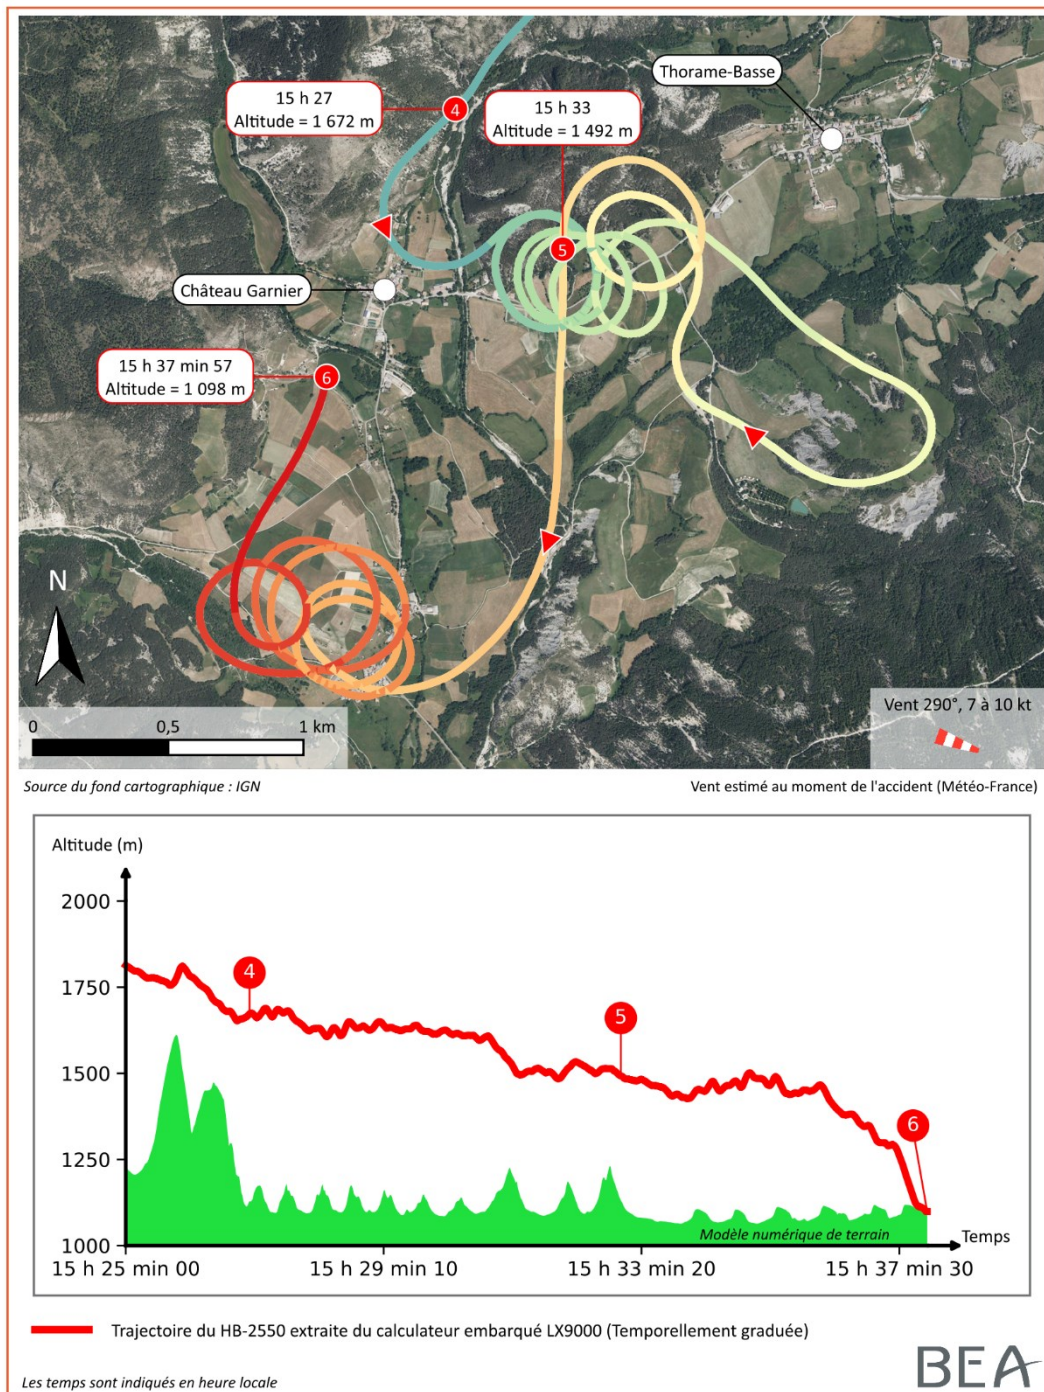 Thorame-Basse
15 h 27
Altitude = 1 672 m
4
15 h 33
Altitude = 1 492 m
5
Château Garnier
15 h 37 min 57
Altitude = 1 098 m
6
N
0 0,5 1 km
Vent 290°, 7 à 10 kt
Source du fond cartographique : IGN
Vent estimé au moment de l'accident (Météo-France)
Altitude (m)
2000
1750
1500
1250
1000
4
5
6
Modèle numérique de terrain
Temps
15 h 25 min 00 15 h 29 min 10 15 h 33 min 20 15 h 37 min 30
Trajectoire du HB-2550 extraite du calculateur embarqué LX9000 (Temporellement graduée)
Les temps sont indiqués en heure locale
BEA